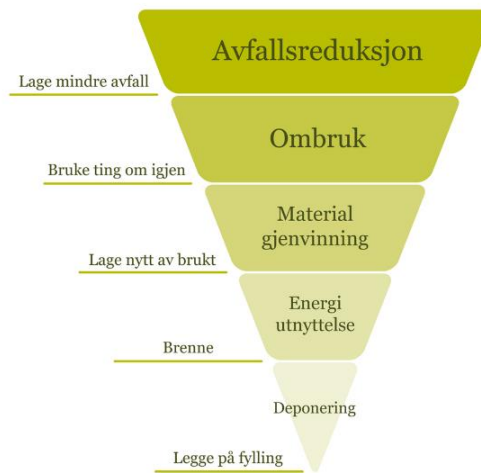 Avfallsreduksjon
Lage mindre avfall
Ombruk
Bruke ting om igjen
Material
gjenvinning
Lage nytt av brukt
Energi
utnyttelse
Brenne
Deponering
Legge på fylling